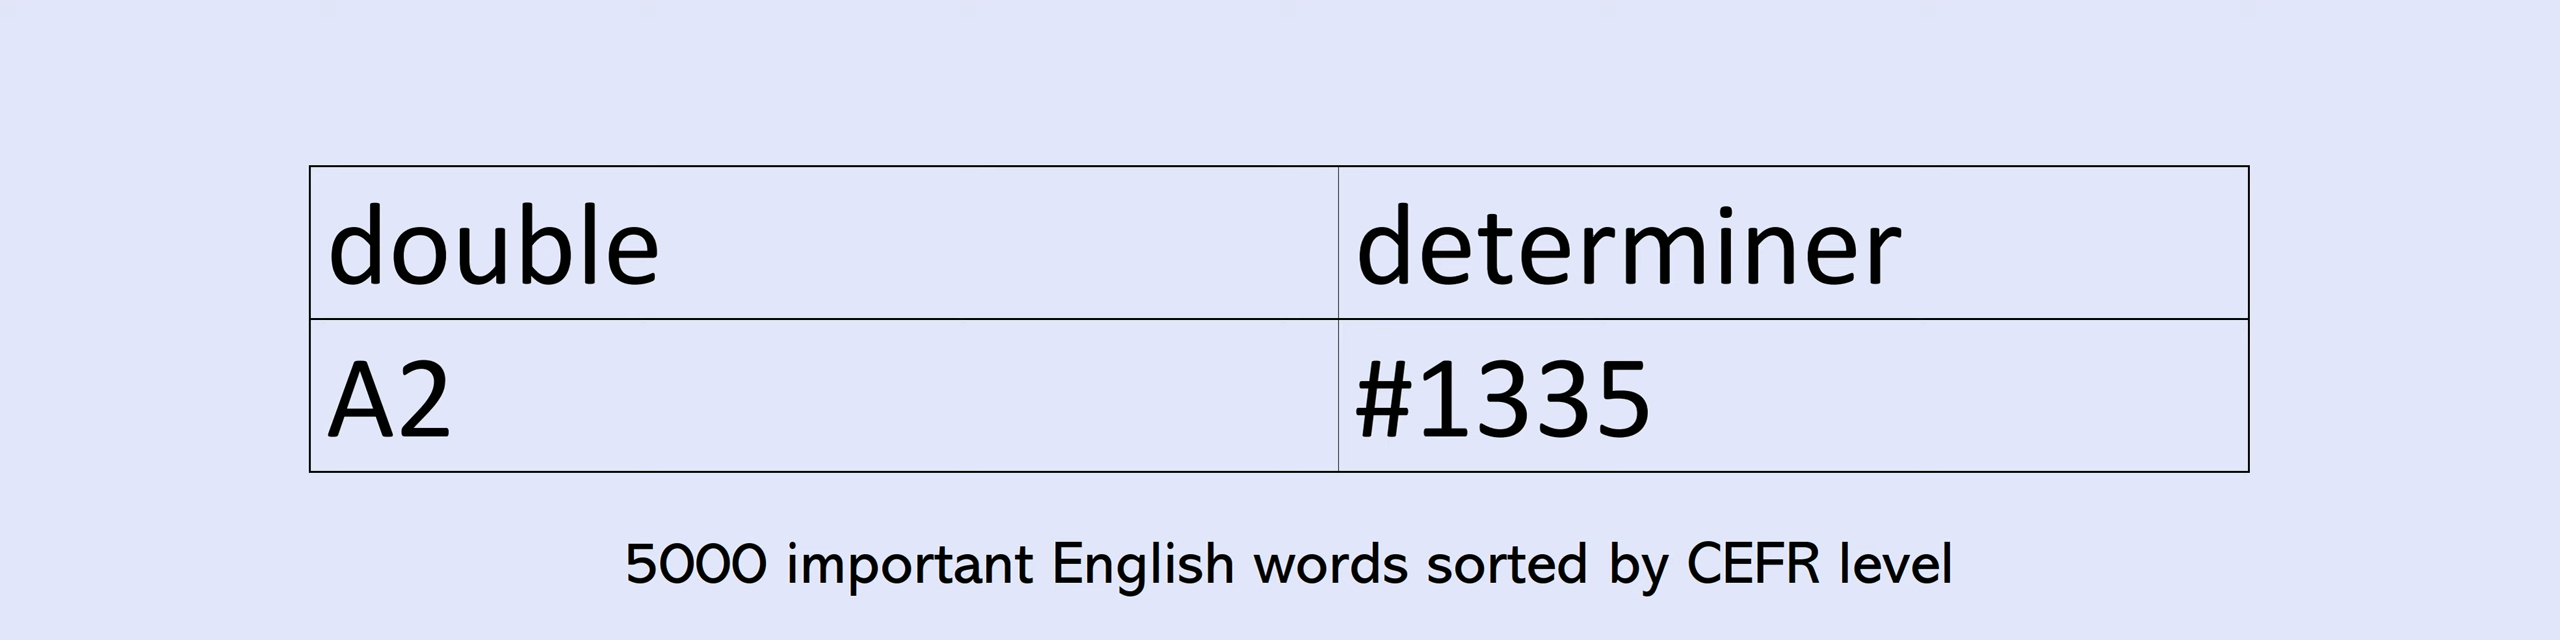 double determiner
A2 #1335
5000 important English words sorted by CEFR level